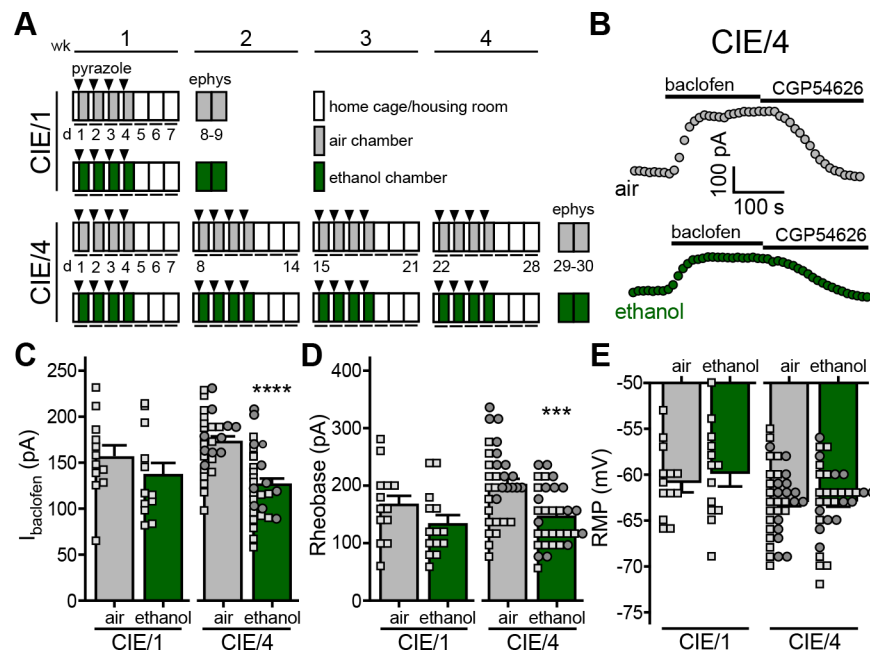 A
wk 1 2 3 4
CIE/1
pyrazole
ephys
d 1 2 3 4 5 6 7 8-9
home cage/housing room
air chamber
ethanol chamber
CIE/4
ephys
d 1 2 3 4 5 6 7 8 14 15 21 22 28 29-30
B
CIE/4
baclofen
CGP54626
air
100 pA
100 s
baclofen
CGP54626
ethanol
C
Ibaclofen (pA)
250
200
150
100
50
0
****
air ethanol air ethanol
CIE/1 CIE/4
D
Rheobase (pA)
400
300
200
100
0
***
air ethanol air ethanol
CIE/1 CIE/4
E
air ethanol air ethanol
RMP (mV)
-50
-55
-60
-65
-70
-75
CIE/1 CIE/4